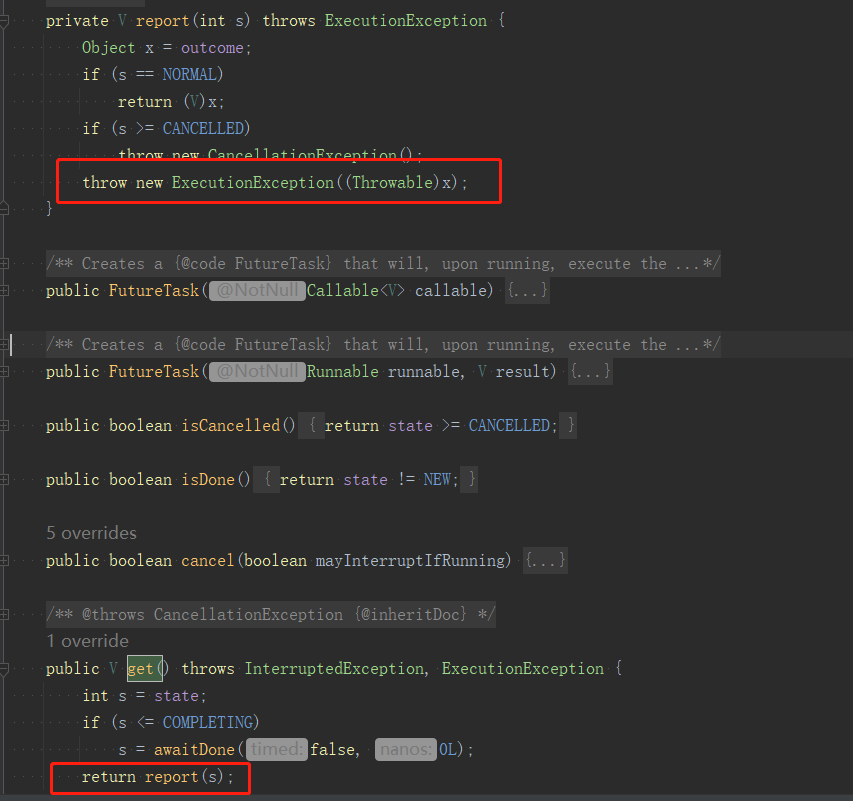 private V report(int s) throws ExecutionException {
Object x = outcome;
if (s == NORMAL)
return (V)x;
if (s >= CANCELLED)
throw new CancellationException();
throw new ExecutionException((Throwable)x);
}
/** Creates a {@code FutureTask} that will, upon running, execute the ...*/
public FutureTask( @NotNull Callable<V> callable) {...}
/** Creates a {@code FutureTask} that will, upon running, execute the ...*/
public FutureTask( @NotNull Runnable runnable, V result) {...}
public boolean isCancelled() { return state >= CANCELLED; }
public boolean isDone() { return state != NEW; }
5 overrides
public boolean cancel(boolean mayInterruptIfRunning) {...}
/** @throws CancellationException {@inheritDoc} */
1 override
public V get() throws InterruptedException, ExecutionException {
int s = state;
if (s <= COMPLETING)
s = awaitDone( timed: false, nanos: 0L);
return report(s);